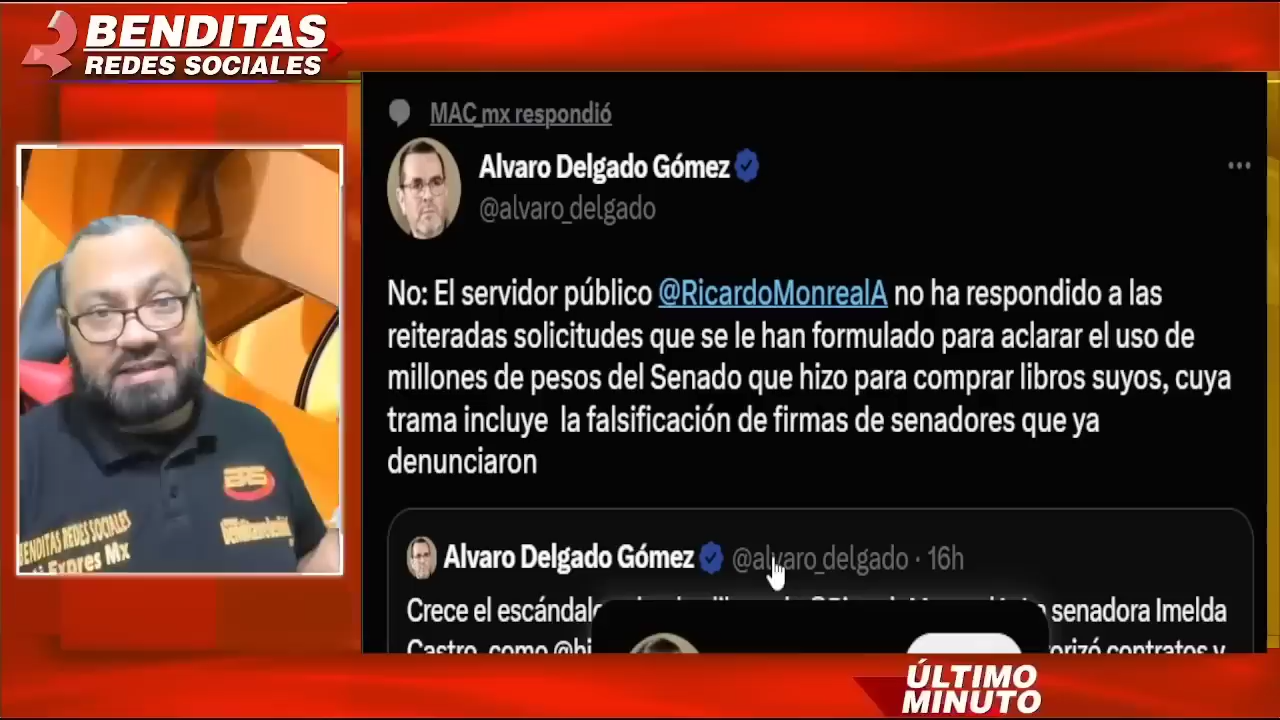 BENDITAS
REDES SOCIALES
MAC_mx respondió
Alvaro Delgado Gómez
@alvaro_delgado
No: El servidor público @RicardoMonrealA no ha respondido a las
reiteradas solicitudes que se le han formulado para aclarar el uso de
millones de pesos del Senado que hizo para comprar libros suyos, cuya
trama incluye la falsificación de firmas de senadores que ya
denunciaron
Alvaro Delgado Gómez @alvaro_delgado · 16h
Crece el senadora Imelda
contratos y
BENDITAS REDES SOCIALES
Expres Mx
ÚLTIMO
MINUTO